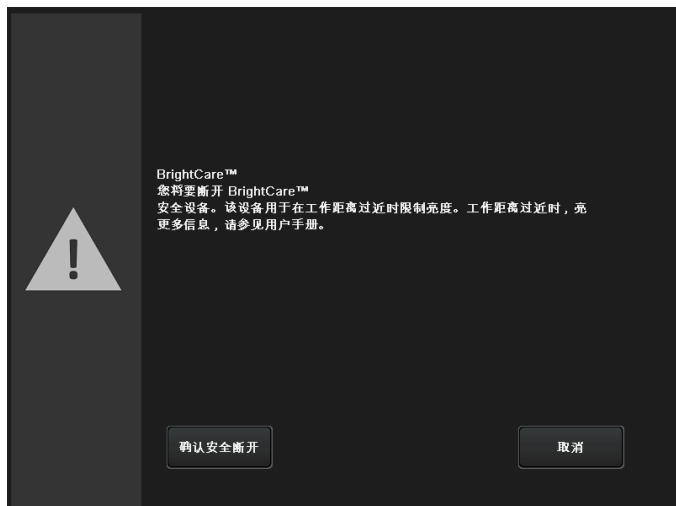 BrightCare™
您将要断开 BrightCare™
安全设备。该设备用于在工作距离过近时限制亮度。工作距离过近时，亮
更多信息，请参见用户手册。
确认安全断开
取消